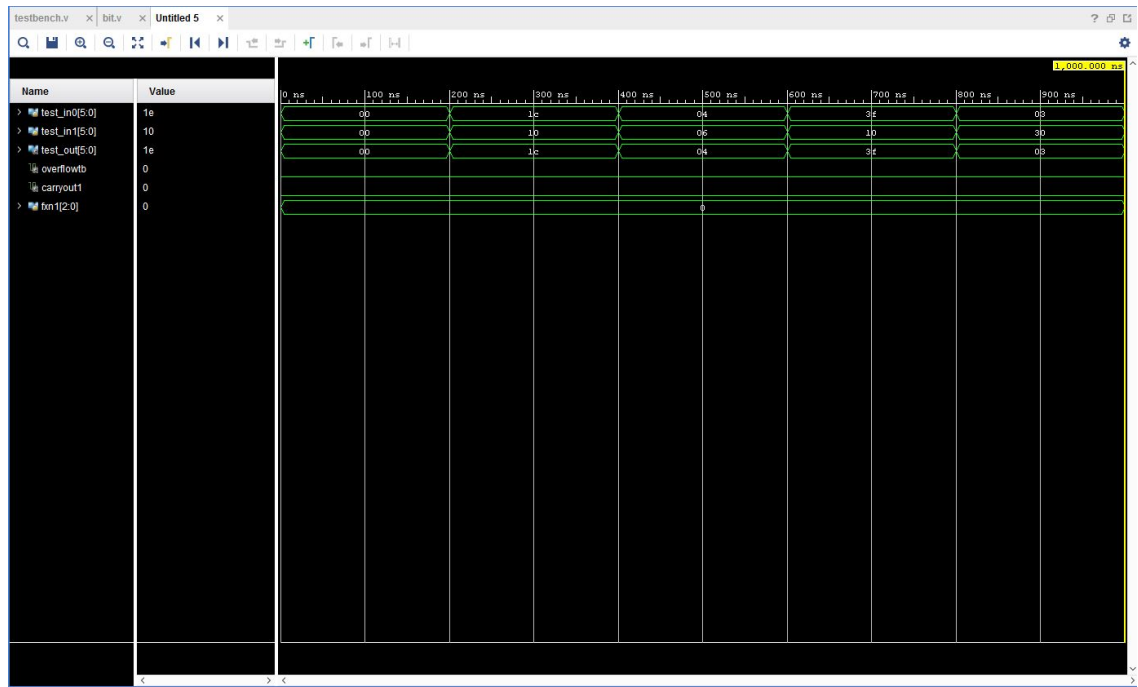 testbench.v × bit.v × Untitled 5 ×
1,000.000 ns
Name Value
0 ns 100 ns 200 ns 300 ns 400 ns 500 ns 600 ns 700 ns 800 ns 900 ns
test_in0[5:0] 1e 00 1c 04 3f 03
test_in1[5:0] 10 00 10 06 10 30
test_out[5:0] 1e 00 1c 04 3f 03
overflowtb 0
carryout1 0
fxn1[2:0] 0 0